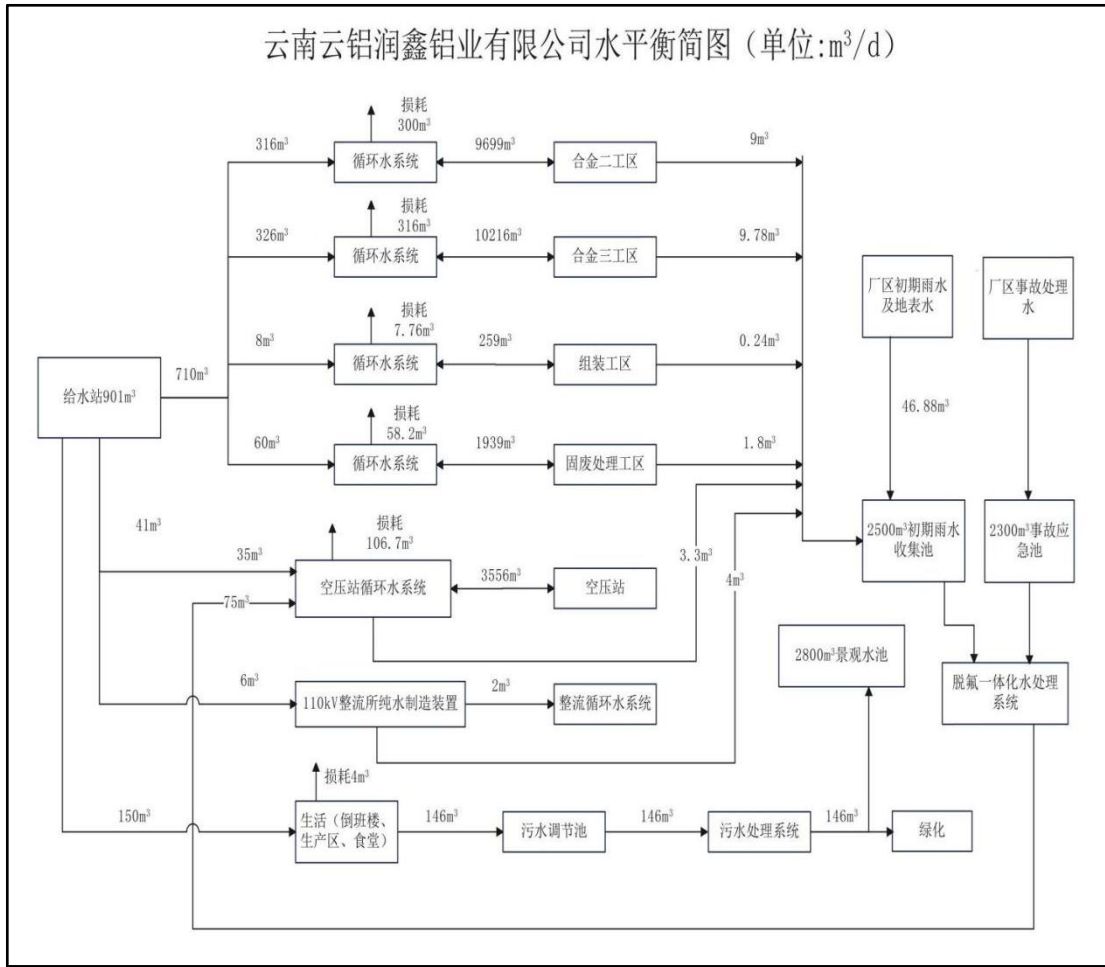 云南云铝润鑫铝业有限公司水平衡简图（单位:m³/d）
损耗
300m³
316m³
循环水系统
9699m³
合金二工区
9m³
损耗
316m³
326m³
循环水系统
10216m³
合金三工区
9.78m³
厂区初期雨水
及地表水
厂区事故处理
水
损耗
7.76m³
8m³
循环水系统
259m³
组装工区
0.24m³
710m³
给水站901m³
46.88m³
损耗
58.2m³
60m³
循环水系统
1939m³
固废处理工区
1.8m³
41m³
损耗
106.7m³
35m³
空压站循环水系统
3556m³
空压站
75m³
3.3m³
4m³
2500m³初期雨水
收集池
2300m³事故应
急池
2800m³景观水池
脱氟一体化水处理
系统
6m³
110kV整流所纯水制造装置
2m³
整流循环水系统
损耗4m³
150m³
生活（倒班楼、
生产区、食堂）
146m³
污水调节池
146m³
污水处理系统
146m³
绿化